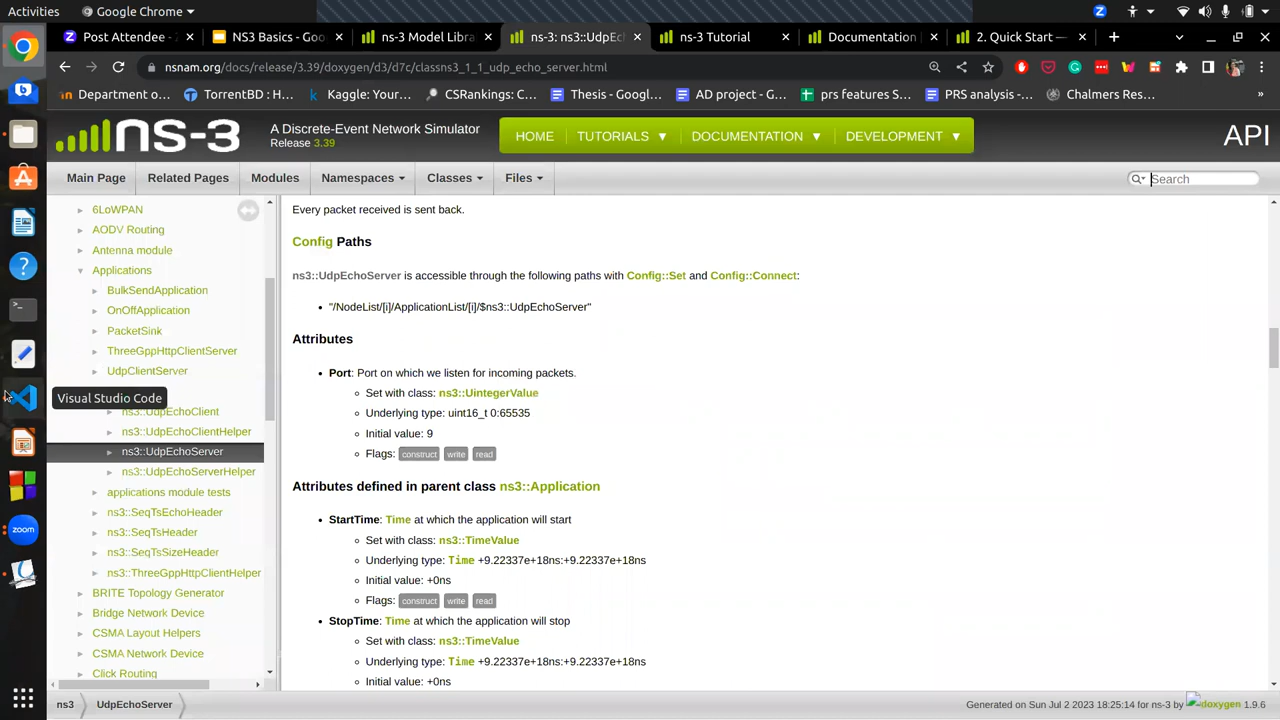 Activities
Google Chrome
Post Attendee -
NS3 Basics - Goo
ns-3 Model Libra
ns-3: ns3::UdpEc
ns-3 Tutorial
Documentation
2. Quick Start —
nsnam.org/docs/release/3.39/doxygen/d3/d7c/classns3_1_1_udp_echo_server.html
Department o...
TorrentBD : H...
Kaggle: Your...
CSRankings: C...
Thesis - Googl...
AD project - G...
prs features S...
PRS analysis -...
Chalmers Res...
»
ns-3
A Discrete-Event Network Simulator
Release 3.39
HOME
TUTORIALS
DOCUMENTATION
DEVELOPMENT
API
Main Page
Related Pages
Modules
Namespaces
Classes
Files
Search
6LoWPAN
AODV Routing
Antenna module
Applications
BulkSendApplication
OnOffApplication
PacketSink
ThreeGppHttpClientServer
UdpClientServer
Visual Studio Code
ns3::UdpEchoClient
ns3::UdpEchoClientHelper
ns3::UdpEchoServer
ns3::UdpEchoServerHelper
applications module tests
ns3::SeqTsEchoHeader
ns3::SeqTsHeader
ns3::SeqTsSizeHeader
ns3::ThreeGppHttpClientHelper
BRITE Topology Generator
Bridge Network Device
CSMA Layout Helpers
CSMA Network Device
Click Routing
Every packet received is sent back.
Config Paths
ns3::UdpEchoServer is accessible through the following paths with Config::Set and Config::Connect:
• "/NodeList/[i]/ApplicationList/[i]/$ns3::UdpEchoServer"
Attributes
• Port: Port on which we listen for incoming packets.
Set with class: ns3::UintegerValue
Underlying type: uint16_t 0:65535
Initial value: 9
Flags: construct write read
Attributes defined in parent class ns3::Application
• StartTime: Time at which the application will start
Set with class: ns3::TimeValue
Underlying type: Time +9.22337e+18ns:+9.22337e+18ns
Initial value: +0ns
Flags: construct write read
• StopTime: Time at which the application will stop
Set with class: ns3::TimeValue
Underlying type: Time +9.22337e+18ns:+9.22337e+18ns
Initial value: +0ns
zoom
ns3
UdpEchoServer
Generated on Sun Jul 2 2023 18:25:14 for ns-3 by doxygen 1.9.6